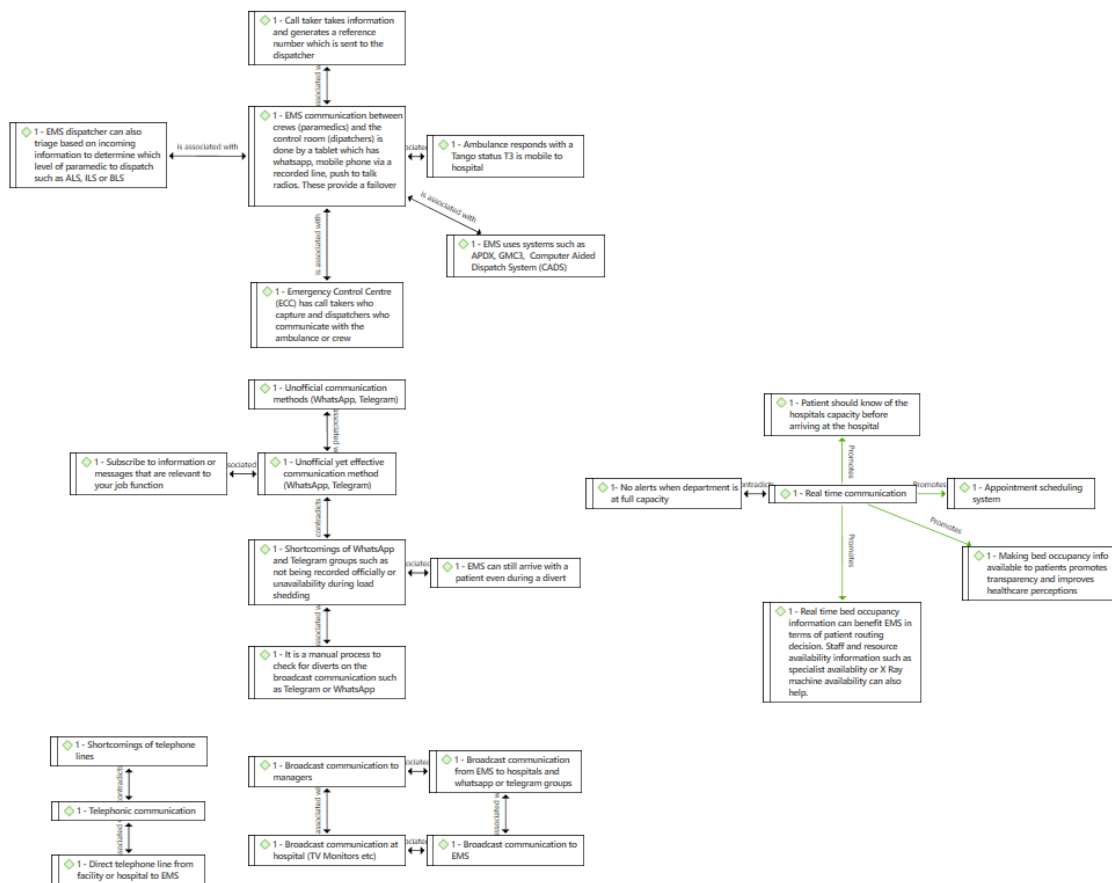 1 - Call taker takes information
and generates a reference
number which is sent to the
dispatcher
associated w
1 - EMS communication between
crews (paramedics) and the
control room (dipatchers) is
done by a tablet which has
whatsapp, mobile phone via a
recorded line, push to talk
radios. These provide a failover
1 - EMS dispatcher can also
triage based on incoming
information to determine which
level of paramedic to dispatch
such as ALS, ILS or BLS
is associated with
sociated
1 - Ambulance responds with a
Tango status T3 is mobile to
hospital
is associated with
1 - EMS uses systems such as
APDX, GMC3, Computer Aided
Dispatch System (CADS)
is associated with
1 - Emergency Control Centre
(ECC) has call takers who
capture and dispatchers who
communicate with the
ambulance or crew
1 - Unofficial communication
methods (WhatsApp, Telegram)
associated w
1 - Subscribe to information or
messages that are relevant to
your job function
sociated
1 - Unofficial yet effective
communication method
(WhatsApp, Telegram)
contradicts
1 - Shortcomings of WhatsApp
and Telegram groups such as
not being recorded officially or
unavailability during load
shedding
sociated
1 - EMS can still arrive with a
patient even during a divert
associated w
1 - It is a manual process to
check for diverts on the
broadcast communication such
as Telegram or WhatsApp
1 - Patient should know of the
hospitals capacity before
arriving at the hospital
Promotes
1- No alerts when department is
at full capacity
contradicts
1 - Real time communication
Promotes
1 - Appointment scheduling
system
Promotes
1 - Making bed occupancy info
available to patients promotes
transparency and improves
healthcare perceptions
Promotes
1 - Real time bed occupancy
information can benefit EMS in
terms of patient routing
decision. Staff and resource
availability information such as
specialist availablity or X Ray
machine availability can also
help.
1 - Shortcomings of telephone
lines
contradicts
1 - Telephonic communication
associated w
1 - Direct telephone line from
facility or hospital to EMS
1 - Broadcast communication to
managers
sociated
1 - Broadcast communication
from EMS to hospitals and
whatsapp or telegram groups
associated wi
associated w
1 - Broadcast communication at
hospital (TV Monitors etc)
sociated
1 - Broadcast communication to
EMS